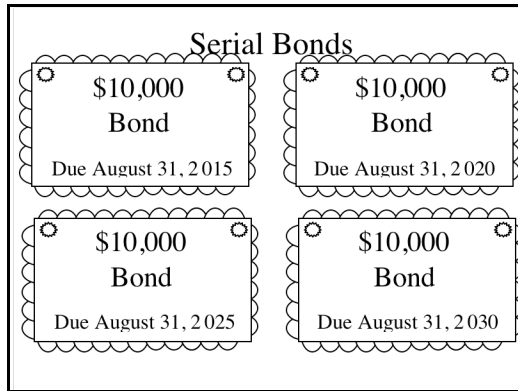 Serial Bonds
$10,000
Bond
Due August 31, 2015
$10,000
Bond
Due August 31, 2020
$10,000
Bond
Due August 31, 2025
$10,000
Bond
Due August 31, 2030